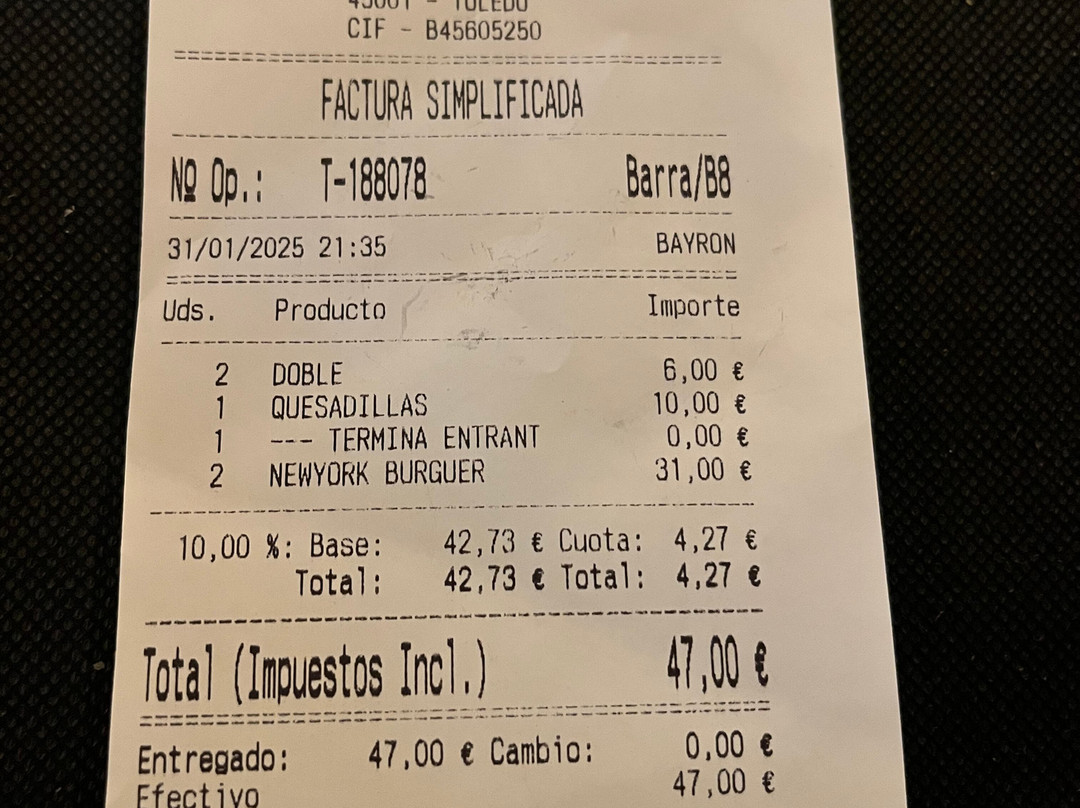 45001 - TOLEDO
CIF - B45605250
FACTURA SIMPLIFICADA
Nº Op.: T-188078 Barra/B8
31/01/2025 21:35 BAYRON
Uds. Producto Importe
2 DOBLE 6,00 €
1 QUESADILLAS 10,00 €
1 --- TERMINA ENTRANT 0,00 €
2 NEWYORK BURGUER 31,00 €
10,00 %: Base: 42,73 € Cuota: 4,27 €
Total: 42,73 € Total: 4,27 €
Total (Impuestos Incl.) 47,00 €
Entregado: 47,00 € Cambio: 0,00 €
Efectivo 47,00 €